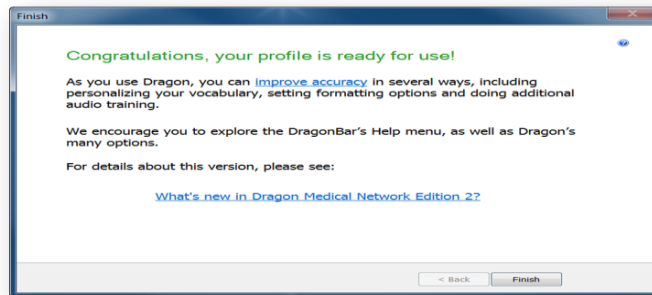 Finish
Congratulations, your profile is ready for use!
As you use Dragon, you can improve accuracy in several ways, including
personalizing your vocabulary, setting formatting options and doing additional
audio training.
We encourage you to explore the DragonBar's Help menu, as well as Dragon's
many options.
For details about this version, please see:
What's new in Dragon Medical Network Edition 2?
< Back Finish